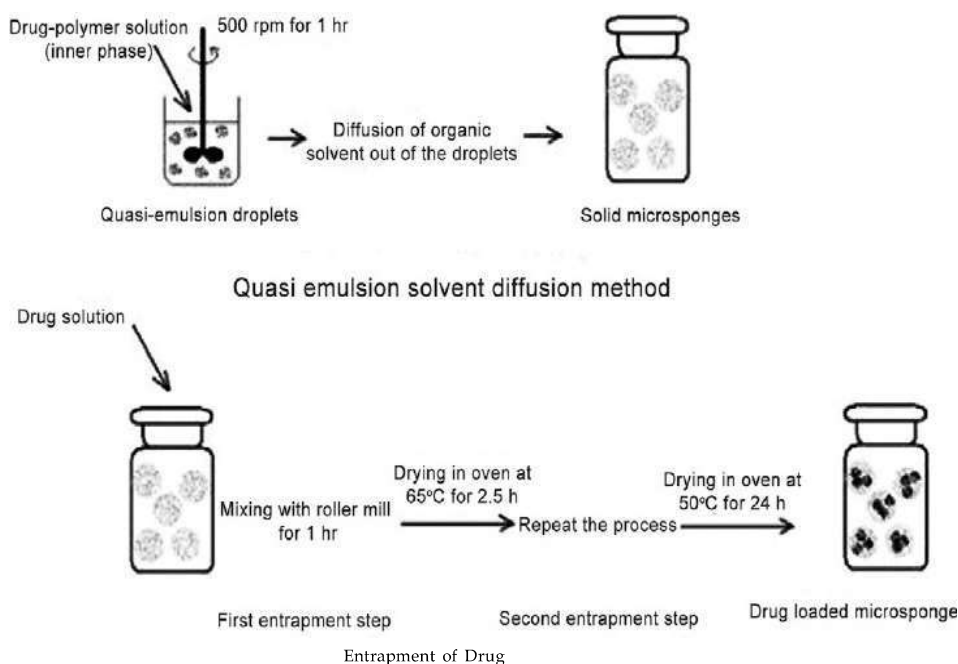 Drug-polymer solution
(inner phase)
500 rpm for 1 hr
Diffusion of organic
solvent out of the droplets
Quasi-emulsion droplets
Solid microsponges
Quasi emulsion solvent diffusion method
Drug solution
Mixing with roller mill
for 1 hr
Drying in oven at
65°C for 2.5 h
Repeat the process
Drying in oven at
50°C for 24 h
First entrapment step
Second entrapment step
Drug loaded microsponge
Entrapment of Drug